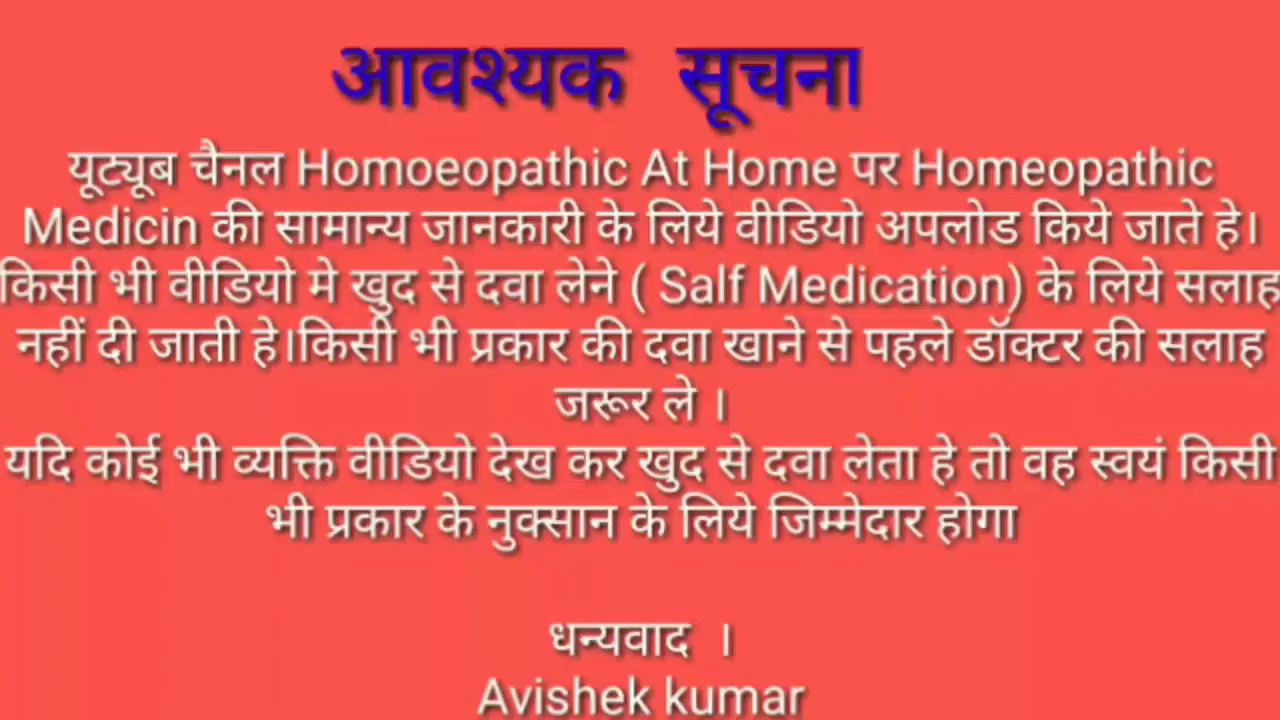 आवश्यक सूचना
यूट्यूब चैनल Homoeopathic At Home पर Homeopathic
Medicin की सामान्य जानकारी के लिये वीडियो अपलोड किये जाते हे।
किसी भी वीडियो मे खुद से दवा लेने ( Salf Medication) के लिये सलाह
नहीं दी जाती हे।किसी भी प्रकार की दवा खाने से पहले डॉक्टर की सलाह
जरूर ले ।
यदि कोई भी व्यक्ति वीडियो देख कर खुद से दवा लेता हे तो वह स्वयं किसी
भी प्रकार के नुक्सान के लिये जिम्मेदार होगा
धन्यवाद ।
Avishek kumar